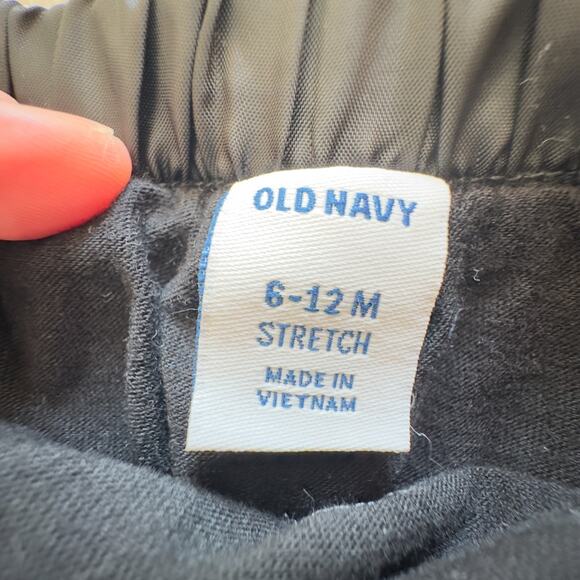 OLD NAVY
6-12 M
STRETCH
MADE IN
VIETNAM